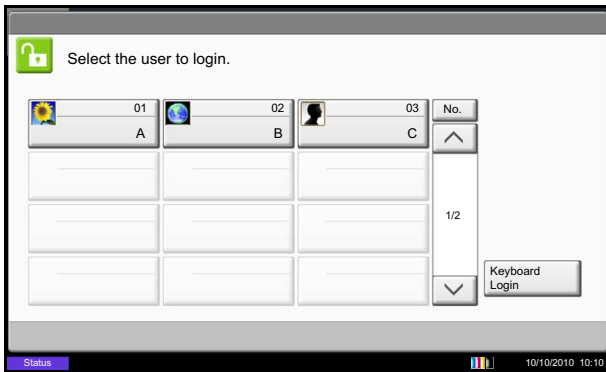 Select the user to login.
01
A
02
B
03
C
No.
1/2
Keyboard
Login
Status
10/10/2010 10:10